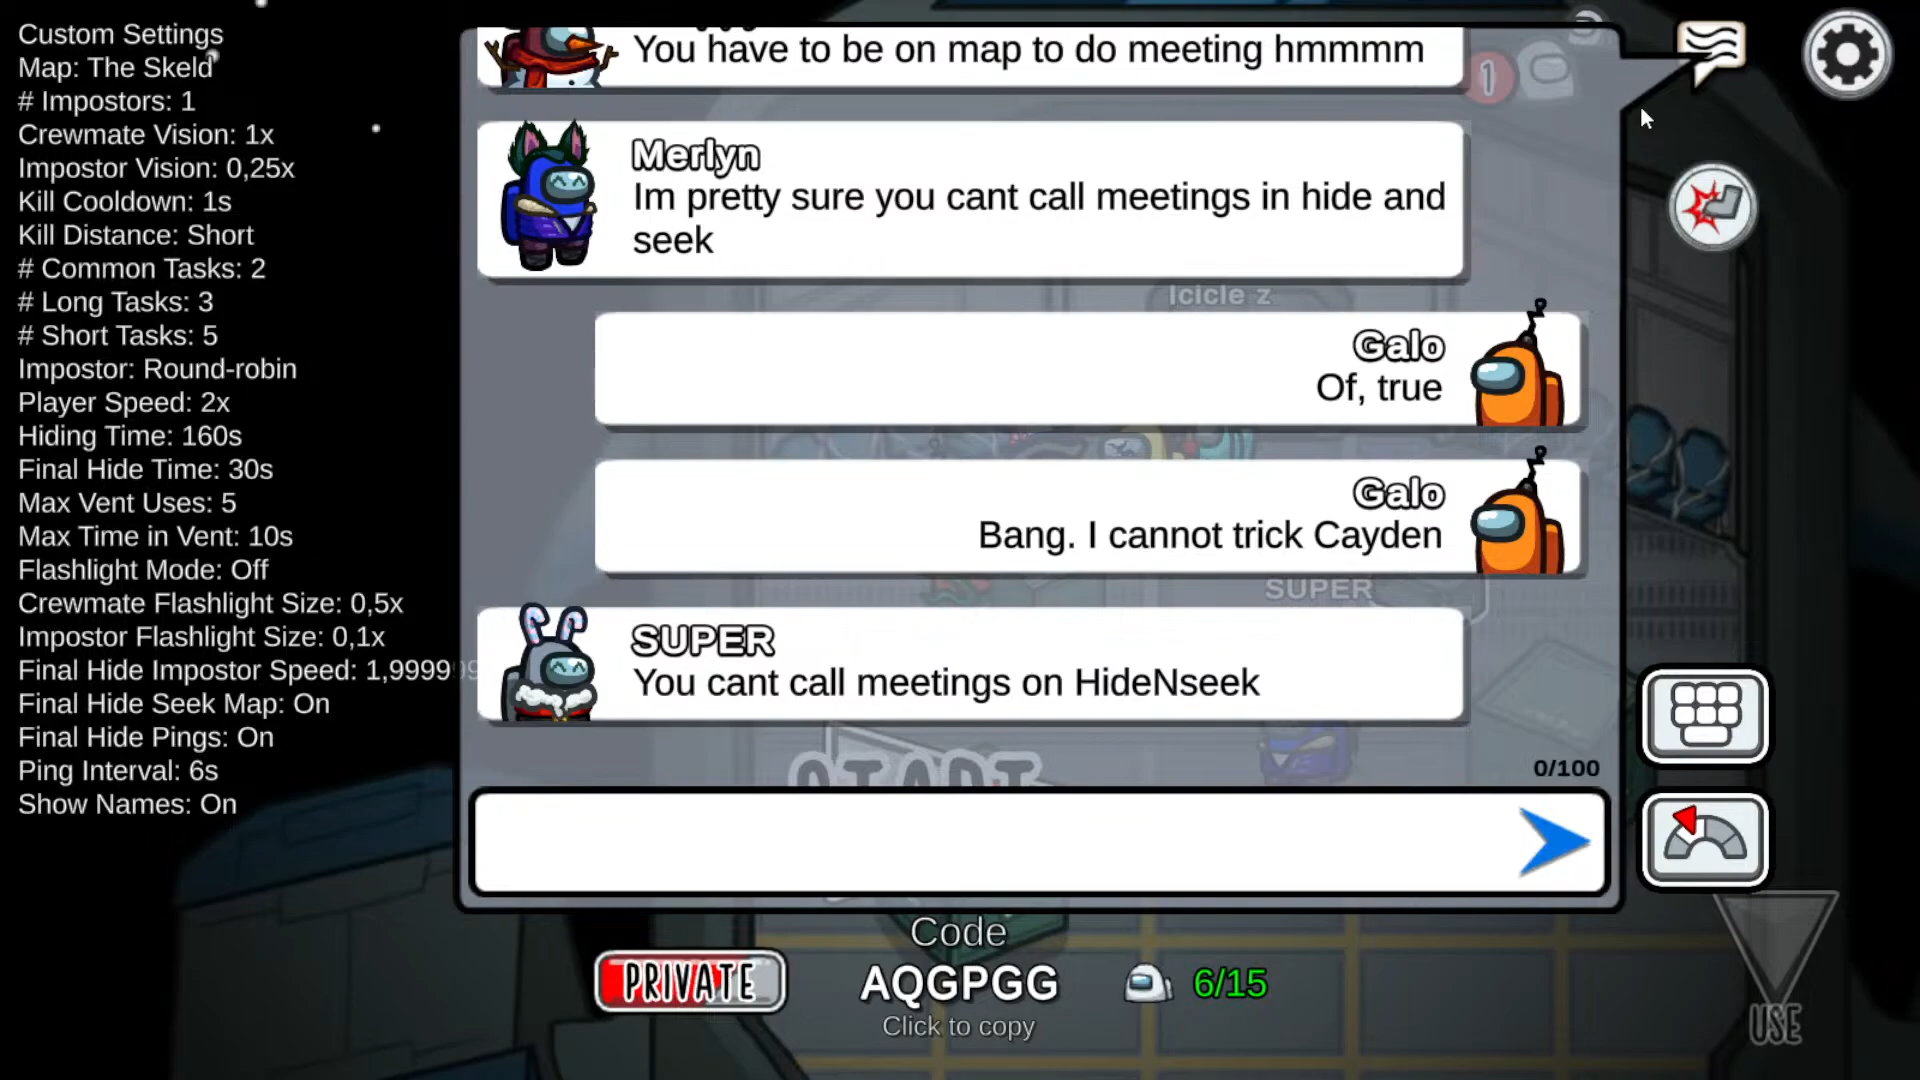 Custom Settings
Map: The Skeld
# Impostors: 1
Crewmate Vision: 1x
Impostor Vision: 0,25x
Kill Cooldown: 1s
Kill Distance: Short
# Common Tasks: 2
# Long Tasks: 3
# Short Tasks: 5
Impostor: Round-robin
Player Speed: 2x
Hiding Time: 160s
Final Hide Time: 30s
Max Vent Uses: 5
Max Time in Vent: 10s
Flashlight Mode: Off
Crewmate Flashlight Size: 0,5x
Impostor Flashlight Size: 0,1x
Final Hide Impostor Speed: 1,999999
Final Hide Seek Map: On
Final Hide Pings: On
Ping Interval: 6s
Show Names: On
You have to be on map to do meeting hmmmm
1
Merlyn
Im pretty sure you cant call meetings in hide and
seek
Icicle z
Galo
Of, true
Galo
Bang. I cannot trick Cayden
SUPER
SUPER
You cant call meetings on HideNseek
START
0/100
Code
PRIVATE
AQGPGG
6/15
Click to copy
USE